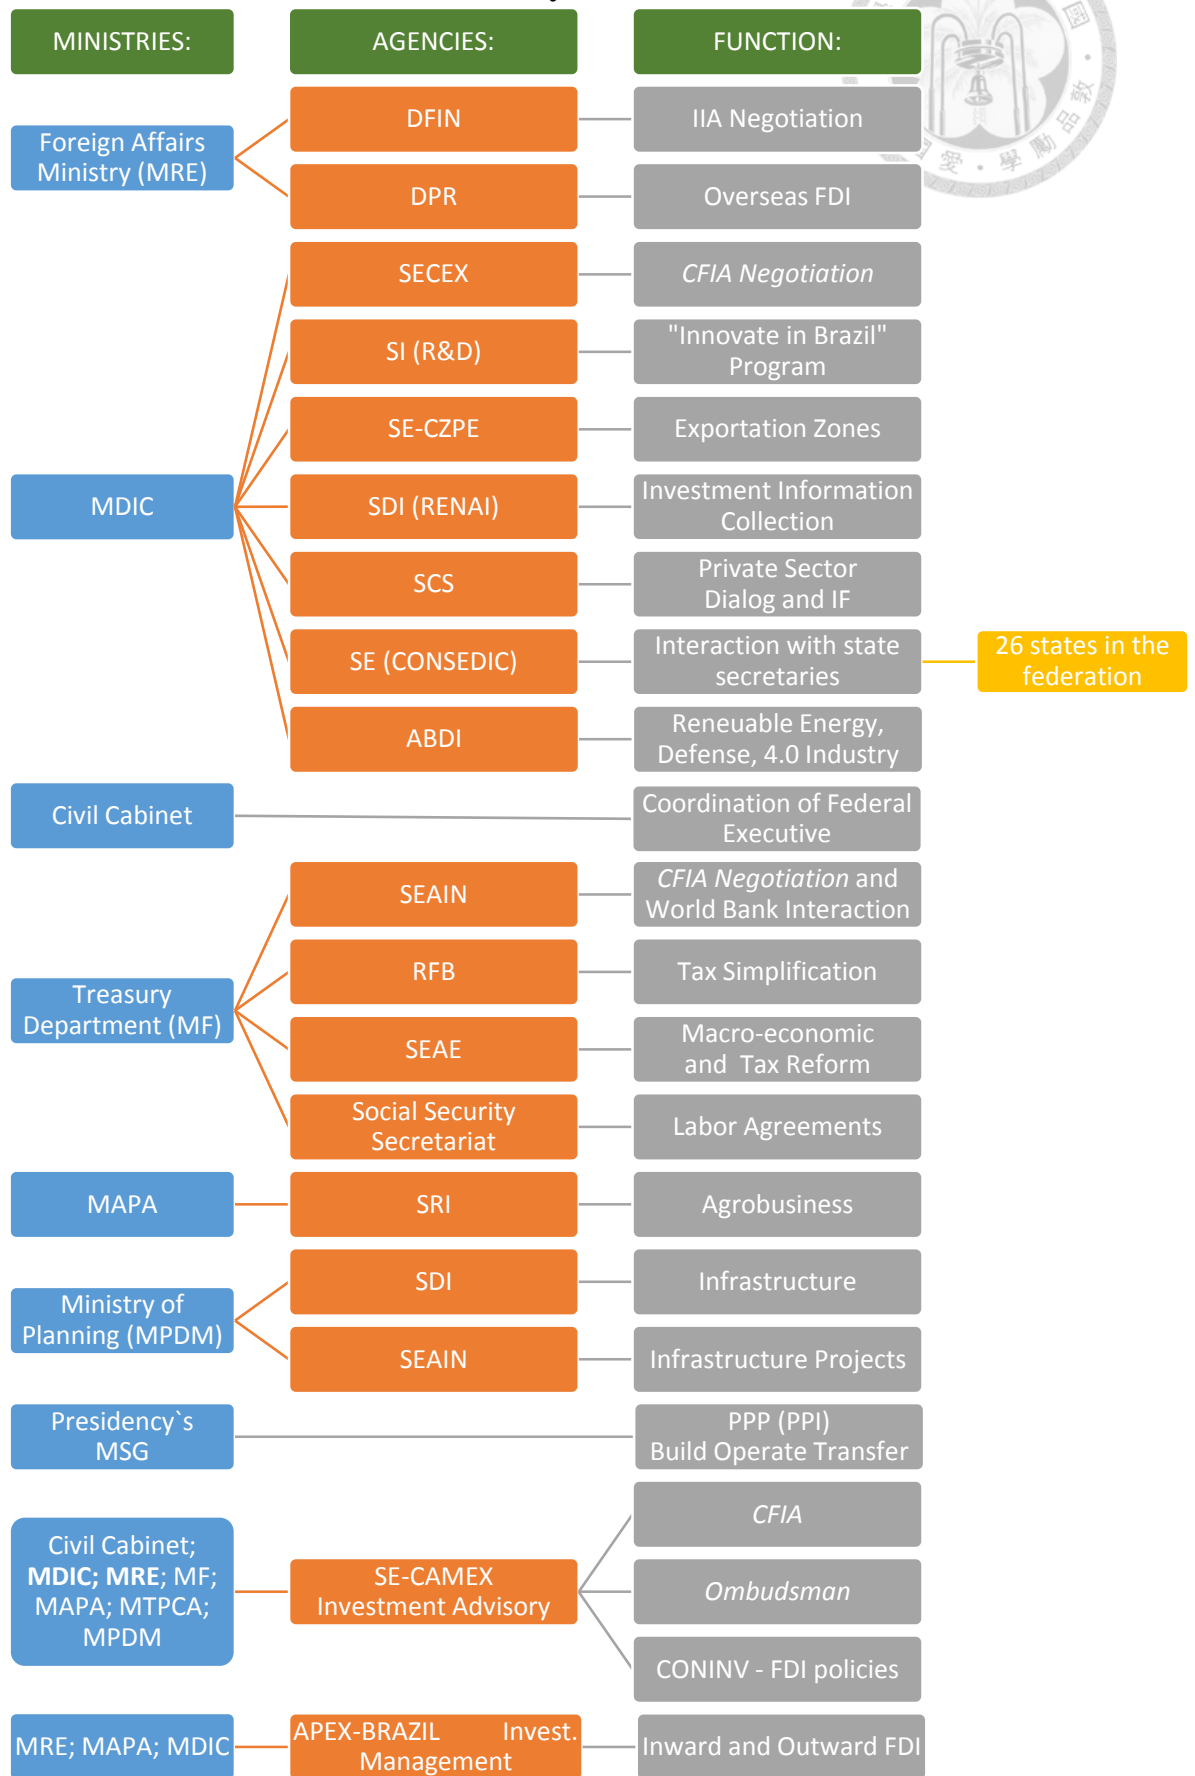 MINISTRIES:
AGENCIES:
FUNCTION:
Foreign Affairs
Ministry (MRE)
DFIN
IIA Negotiation
DPR
Overseas FDI
MDIC
SECEX
CFIA Negotiation
SI (R&D)
"Innovate in Brazil"
Program
SE-CZPE
Exportation Zones
SDI (RENAI)
Investment Information
Collection
SCS
Private Sector
Dialog and IF
SE (CONSEDIC)
Interaction with state
secretaries
26 states in the
federation
ABDI
Reneuable Energy,
Defense, 4.0 Industry
Civil Cabinet
Coordination of Federal
Executive
Treasury
Department (MF)
SEAIN
CFIA Negotiation and
World Bank Interaction
RFB
Tax Simplification
SEAE
Macro-economic
and Tax Reform
Social Security
Secretariat
Labor Agreements
MAPA
SRI
Agrobusiness
Ministry of
Planning (MPDM)
SDI
Infrastructure
SEAIN
Infrastructure Projects
Presidency`s
MSG
PPP (PPI)
Build Operate Transfer
Civil Cabinet;
MDIC; MRE; MF;
MAPA; MTPCA;
MPDM
SE-CAMEX
Investment Advisory
CFIA
Ombudsman
CONINV - FDI policies
MRE; MAPA; MDIC
APEX-BRAZIL Invest.
Management
Inward and Outward FDI
國
愛・學 勵 品 敦